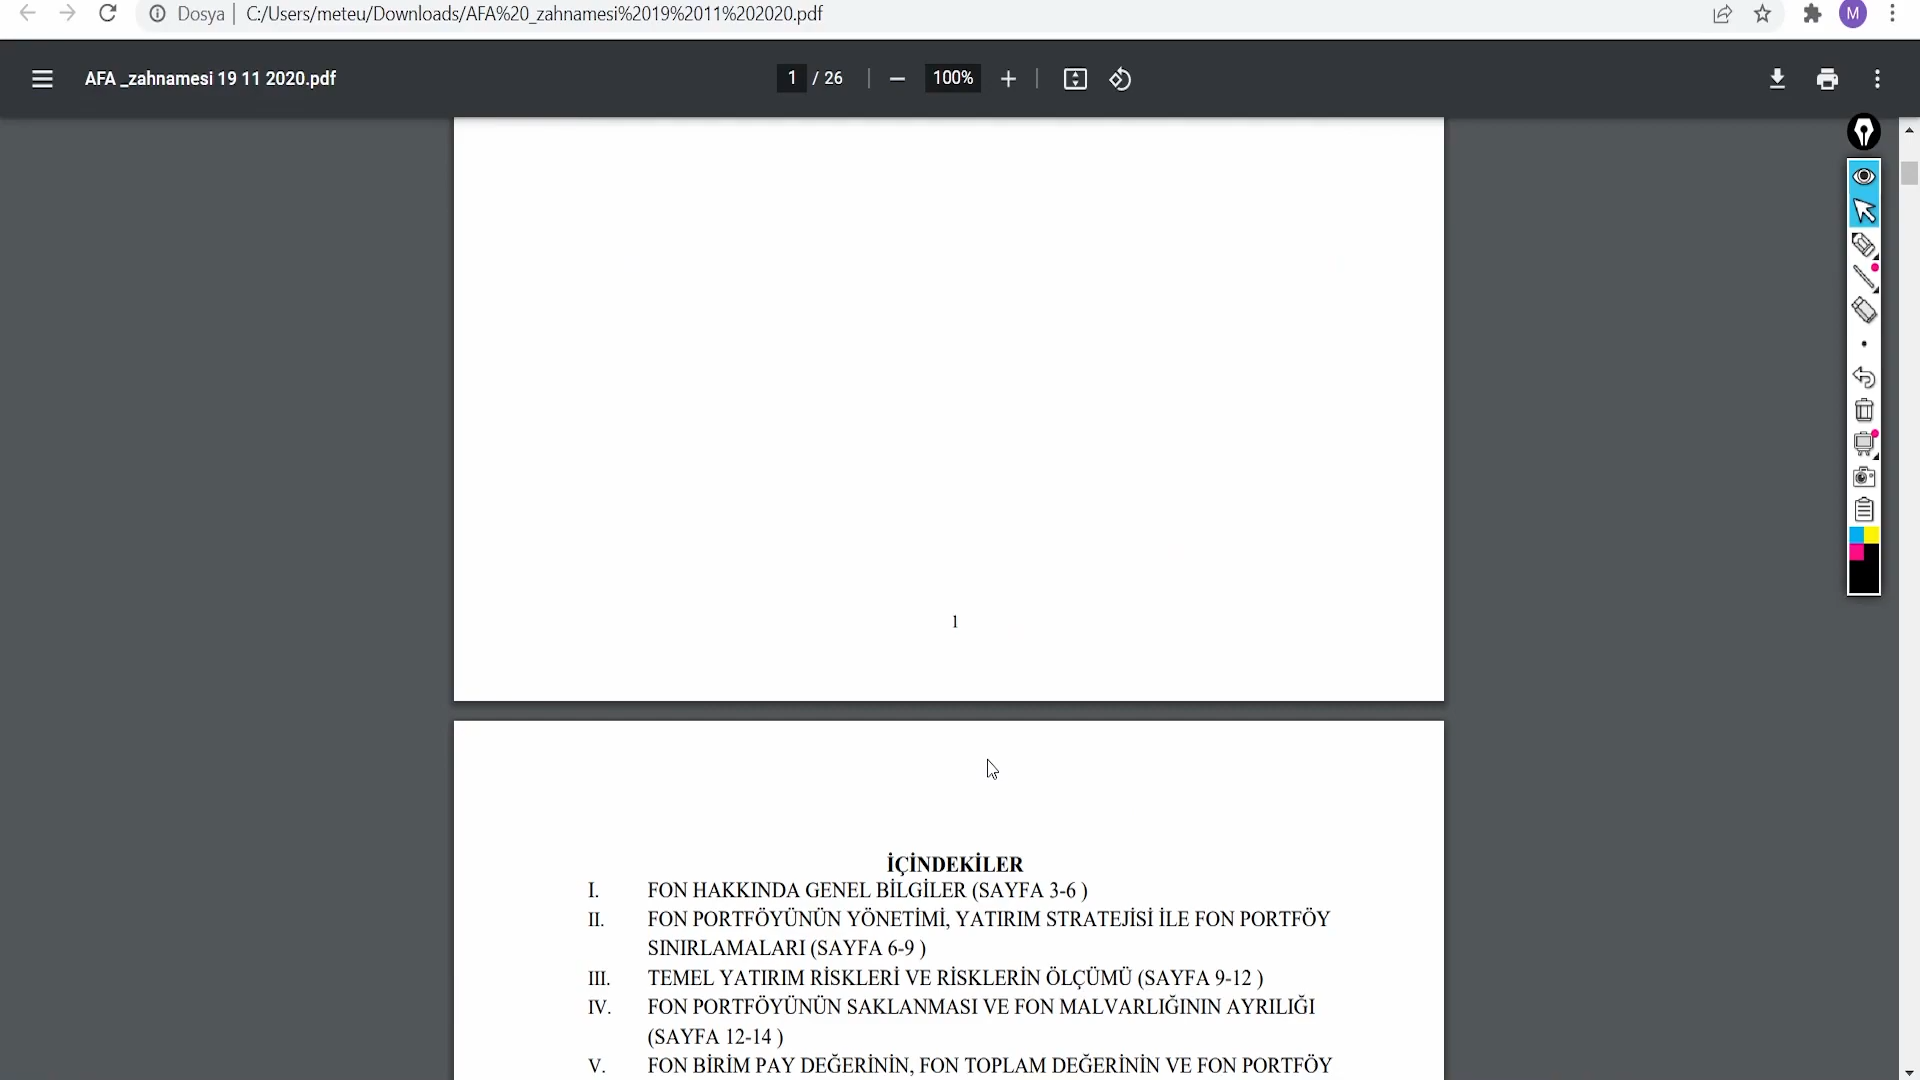 Dosya C:/Users/meteu/Downloads/AFA%20_zahnamesi%2019%2011%202020.pdf M
AFA _zahnamesi 19 11 2020.pdf 1 / 26 100%
1
İÇİNDEKİLER
I. FON HAKKINDA GENEL BİLGİLER (SAYFA 3-6 )
II. FON PORTFÖYÜNÜN YÖNETİMİ, YATIRIM STRATEJİSİ İLE FON PORTFÖY
SINIRLAMALARI (SAYFA 6-9 )
III. TEMEL YATIRIM RİSKLERİ VE RİSKLERİN ÖLÇÜMÜ (SAYFA 9-12 )
IV. FON PORTFÖYÜNÜN SAKLANMASI VE FON MALVARLIĞININ AYRILIĞI
(SAYFA 12-14 )
V. FON BİRİM PAY DEĞERİNİN, FON TOPLAM DEĞERİNİN VE FON PORTFÖY